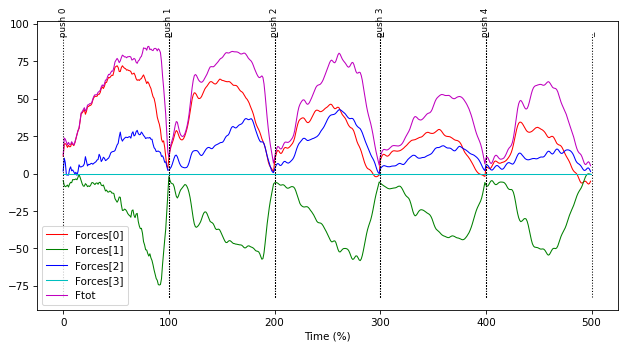 push 0
push 1
push 2
push 3
push 4
100
75
50
25
0
−25
−50
−75
Forces[0]
Forces[1]
Forces[2]
Forces[3]
Ftot
0
100
200
300
400
500
Time (%)